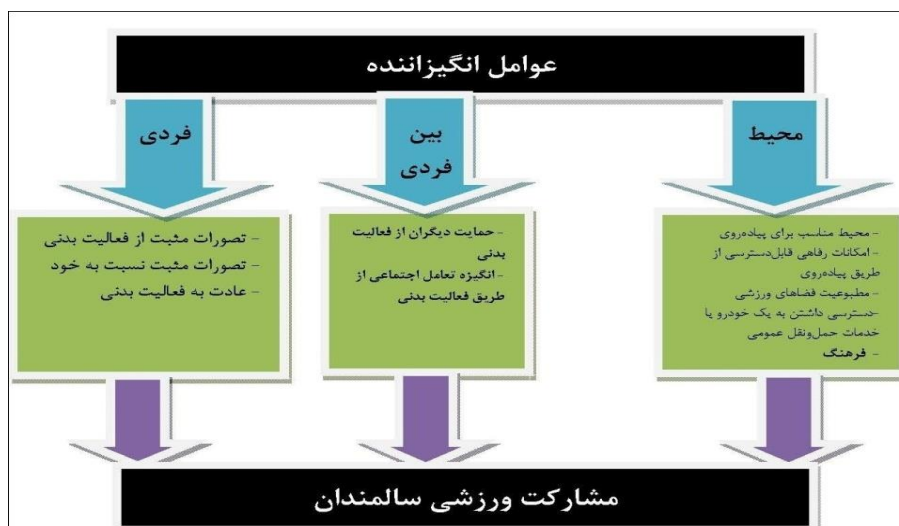 عوامل انگیزاننده
محیط
بین
فردی
فردی
-محیط مناسب برای پیاده‌روی
-امکانات رفاهی قابل‌دسترسی از
طریق پیاده‌روی
-مطبوعیت فضاهای ورزشی
-دسترسی داشتن به یک خودرو یا
خدمات حمل‌ونقل عمومی
- فرهنگ
-حمایت دیگران از فعالیت
بدنی
-انگیزه تعامل اجتماعی از
طریق فعالیت بدنی
- تصورات مثبت از فعالیت بدنی
- تصورات مثبت نسبت به خود
- عادت به فعالیت بدنی
مشارکت ورزشی سالمندان